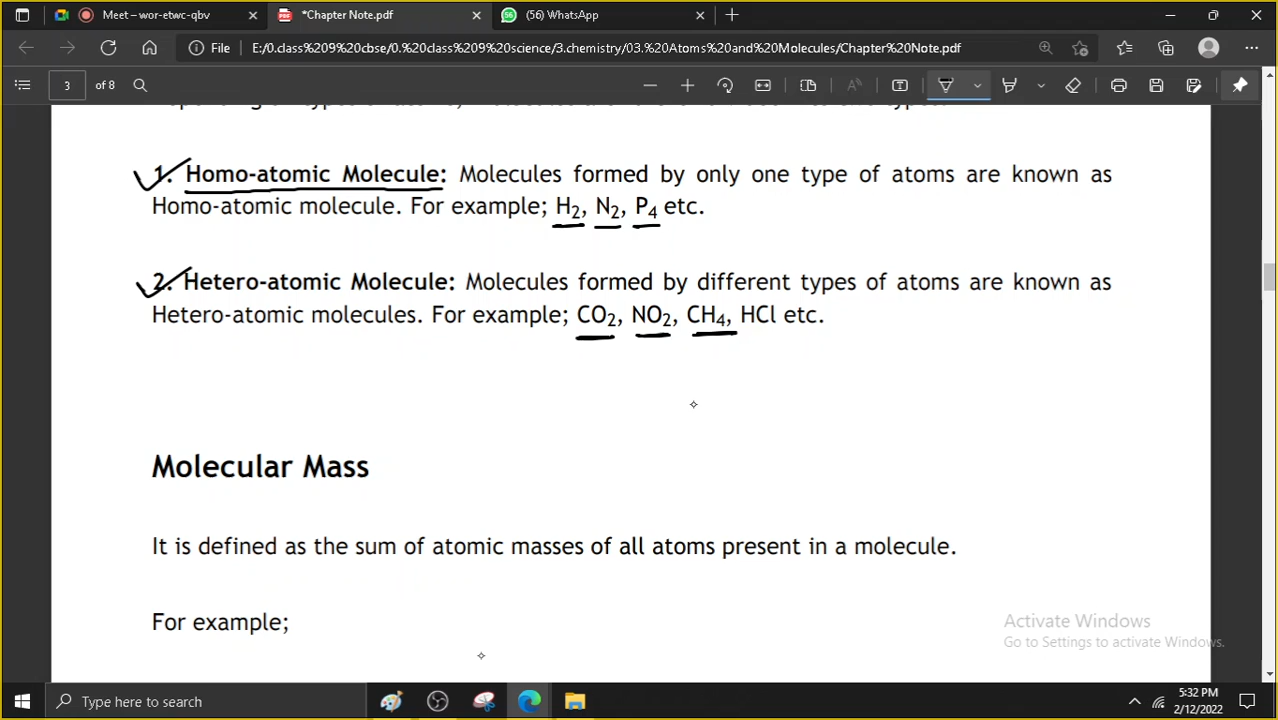 Meet – wor-etwc-qbv
*Chapter Note.pdf
(56) WhatsApp
File
E:/0.class%209%20cbse/0.%20class%209%20science/3.chemistry/03.%20Atoms%20and%20Molecules/Chapter%20Note.pdf
3 of 8
1. Homo-atomic Molecule: Molecules formed by only one type of atoms are known as
Homo-atomic molecule. For example; H2, N2, P4 etc.
2. Hetero-atomic Molecule: Molecules formed by different types of atoms are known as
Hetero-atomic molecules. For example; CO2, NO2, CH4, HCl etc.
Molecular Mass
It is defined as the sum of atomic masses of all atoms present in a molecule.
For example;
Activate Windows
Go to Settings to activate Windows.
Type here to search
5:32 PM
2/12/2022